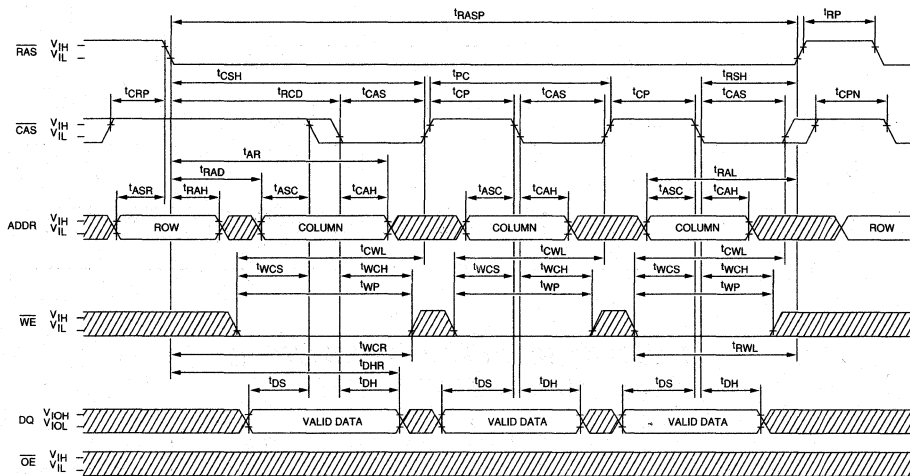 tRASP tRP
RAS VIH
VIL
tCSH tPC tRSH
tCRP tRCD tCAS tCP tCAS tCP tCAS tCPN
CAS VIH
VIL
tAR
tRAD tRAL
tASR tRAH tASC tCAH tASC tCAH tASC tCAH
ADDR VIH
VIL
ROW COLUMN COLUMN COLUMN ROW
tCWL tCWL tCWL
tWCS tWCH tWCS tWCH tWCS tWCH
tWP tWP tWP
WE VIH
VIL
tWCR tRWL
tDHR
tDS tDH tDS tDH tDS tDH
DQ VIOH
VIOL
VALID DATA VALID DATA VALID DATA
OE VIH
VIL